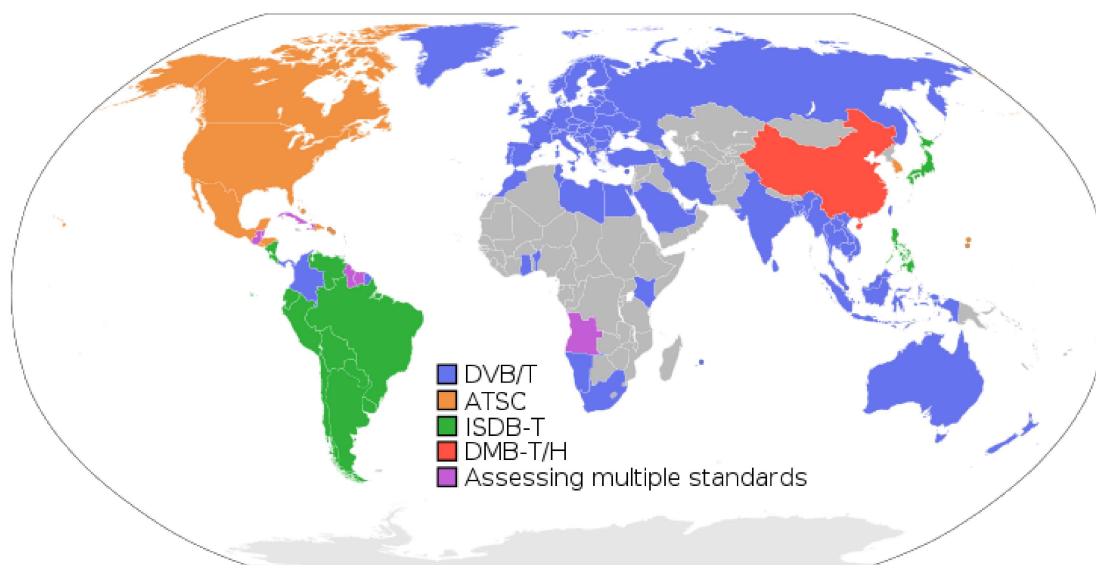 DVB/T
ATSC
ISDB-T
DMB-T/H
Assessing multiple standards